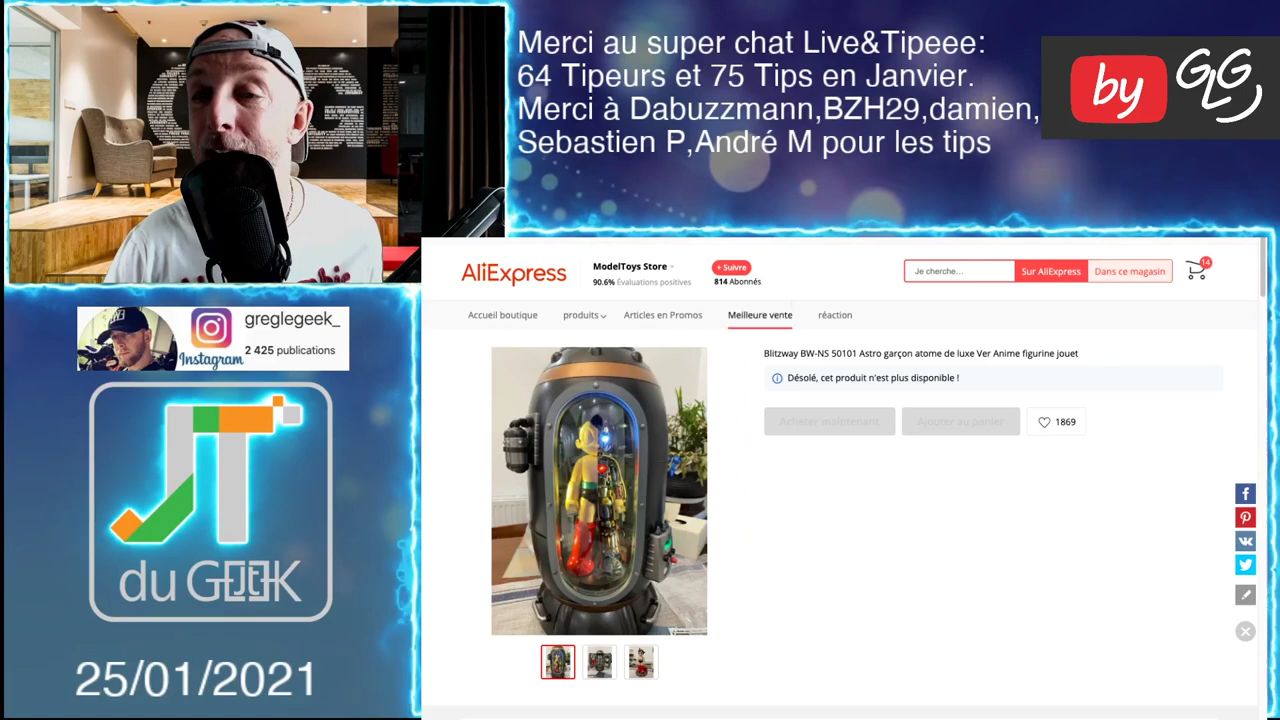 Merci au super chat Live&Tipeee:
64 Tipeurs et 75 Tips en Janvier.
Merci à Dabuzzmann,BZH29,damien,
Sebastien P,Andre M pour les tips
by GLG
greglegeek_
Instagram
2 425 publications
JT
du GEEK
25/01/2021
AliExpress
ModelToys Store
90.6% Évaluations positives
+ Suivre
814 Abonnés
Je cherche...
Sur AliExpress
Dans ce magasin
14
Accueil boutique
produits
Articles en Promos
Meilleure vente
réaction
Blitzway BW-NS 50101 Astro garçon atome de luxe Ver Anime figurine jouet
Désolé, cet produit n'est plus disponible !
Acheter maintenant
Ajouter au panier
1869